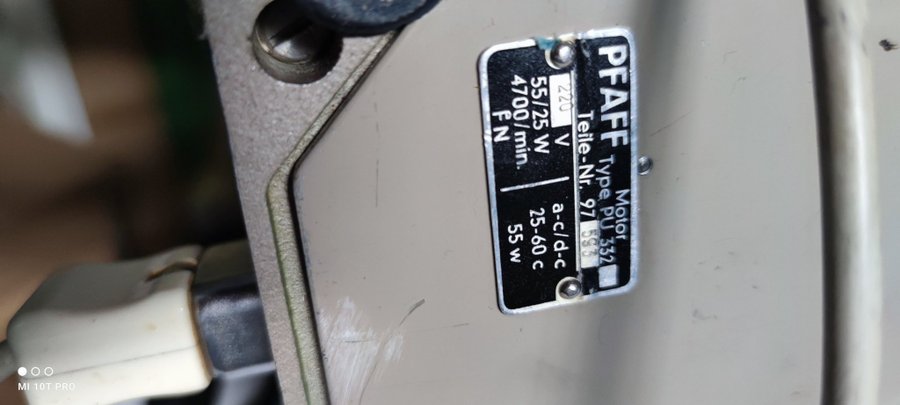 PFAFF Motor
Type PU 332
Teile-Nr. 97 593
220 V a-c/d-c
55/25 W 25-60 c
4700/min. 55 w
F N
MI 10T PRO